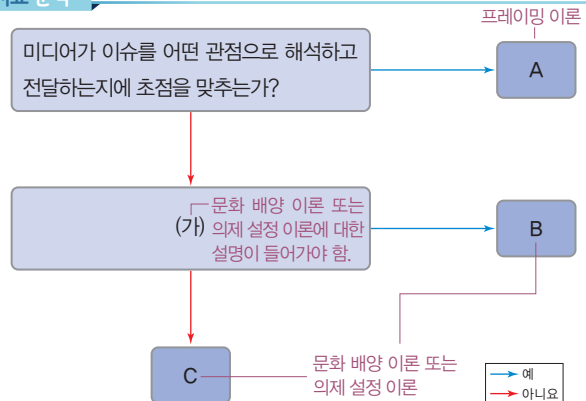 자료 분석
프레이밍 이론
미디어가 이슈를 어떤 관점으로 해석하고
전달하는지에 초점을 맞추는가?
A
(가)
문화 배양 이론 또는
의제 설정 이론에 대한
설명이 들어가야 함.
B
C
문화 배양 이론 또는
의제 설정 이론
예
아니요